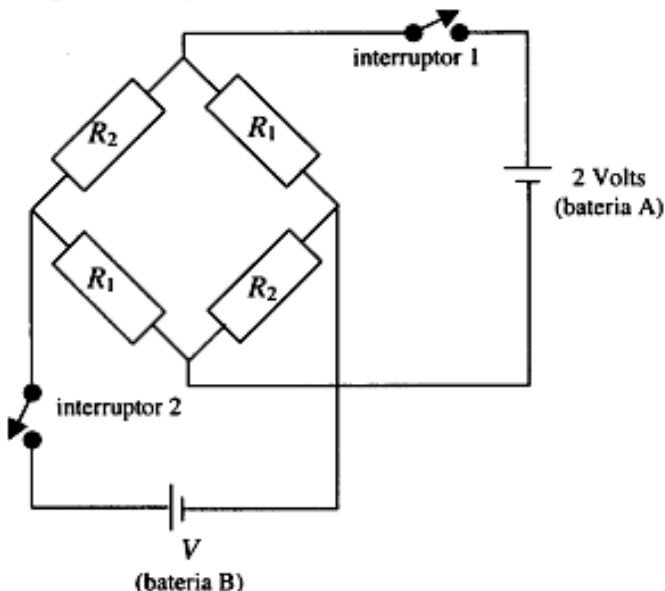 interruptor 1
R2
R1
2 Volts
(bateria A)
R1
R2
interruptor 2
V
(bateria B)